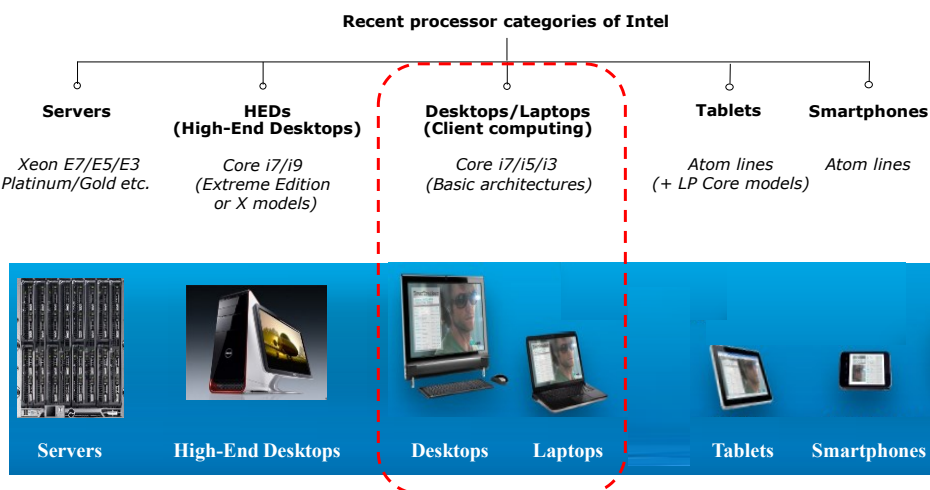 Recent processor categories of Intel
Servers
HEDs
(High-End Desktops)
Desktops/Laptops
(Client computing)
Tablets
Smartphones
Xeon E7/E5/E3
Platinum/Gold etc.
Core i7/i9
(Extreme Edition
or X models)
Core i7/i5/i3
(Basic architectures)
Atom lines
(+ LP Core models)
Atom lines
Servers
High-End Desktops
Desktops
Laptops
Tablets
Smartphones